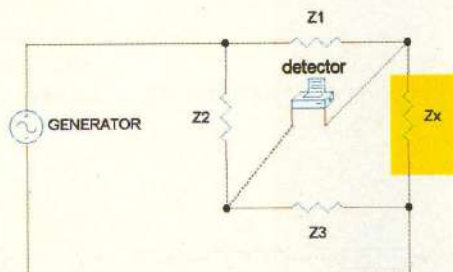 Z1
detector
GENERATOR
Z2
Zx
Z3